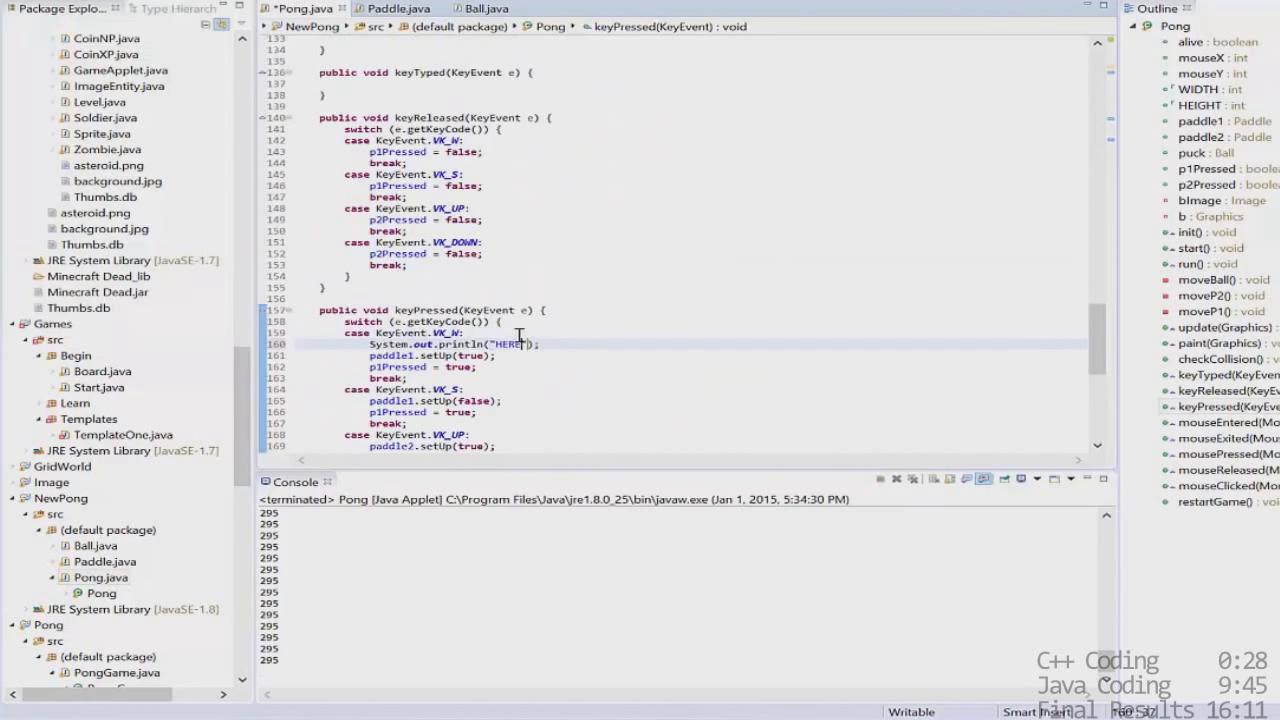 Package Explo...
Type Hierarch
*Pong.java
Paddle.java
Ball.java
Outline
NewPong
src
(default package)
Pong
keyPressed(KeyEvent) : void
CoinNP.java
CoinXP.java
GameApplet.java
ImageEntity.java
Level.java
Soldier.java
Sprite.java
Zombie.java
asteroid.png
background.jpg
Thumbs.db
asteroid.png
background.jpg
Thumbs.db
JRE System Library [JavaSE-1.7]
Minecraft Dead_lib
Minecraft Dead.jar
Thumbs.db
Games
src
Begin
Board.java
Start.java
Learn
Templates
TemplateOne.java
JRE System Library [JavaSE-1.7]
GridWorld
Image
NewPong
src
(default package)
Ball.java
Paddle.java
Pong.java
Pong
JRE System Library [JavaSE-1.8]
Pong
src
(default package)
PongGame.java
133
134 }
135
136 public void keyTyped(KeyEvent e) {
137
138 }
139
140 public void keyReleased(KeyEvent e) {
141 switch (e.getKeyCode()) {
142 case KeyEvent.VK_W:
143 p1Pressed = false;
144 break;
145 case KeyEvent.VK_S:
146 p1Pressed = false;
147 break;
148 case KeyEvent.VK_UP:
149 p2Pressed = false;
150 break;
151 case KeyEvent.VK_DOWN:
152 p2Pressed = false;
153 break;
154 }
155 }
156
157 public void keyPressed(KeyEvent e) {
158 switch (e.getKeyCode()) {
159 case KeyEvent.VK_W:
160 System.out.println("HERE");
161 paddle1.setUp(true);
162 p1Pressed = true;
163 break;
164 case KeyEvent.VK_S:
165 paddle1.setUp(false);
166 p1Pressed = true;
167 break;
168 case KeyEvent.VK_UP:
169 paddle2.setUp(true);
Console
<terminated> Pong [Java Applet] C:\Program Files\Java\jre1.8.0_25\bin\javaw.exe (Jan 1, 2015, 5:34:30 PM)
295
295
295
295
295
295
295
295
295
295
295
295
295
295
Pong
alive : boolean
mouseX : int
mouseY : int
WIDTH : int
HEIGHT : int
paddle1 : Paddle
paddle2 : Paddle
puck : Ball
p1Pressed : boolea
p2Pressed : boolea
bImage : Image
b : Graphics
init() : void
start() : void
run() : void
moveBall() : void
moveP2() : void
moveP1() : void
update(Graphics)
paint(Graphics) :
checkCollision() :
keyTyped(KeyEven
keyReleased(KeyE
keyPressed(KeyEve
mouseEntered(Mo
mouseExited(Mou
mousePressed(Mo
mouseReleased(M
mouseClicked(Mou
restartGame() : vo
C++ Coding 0:28
Java Coding 9:45
Final Results 16:11
Writable
Smart Insert